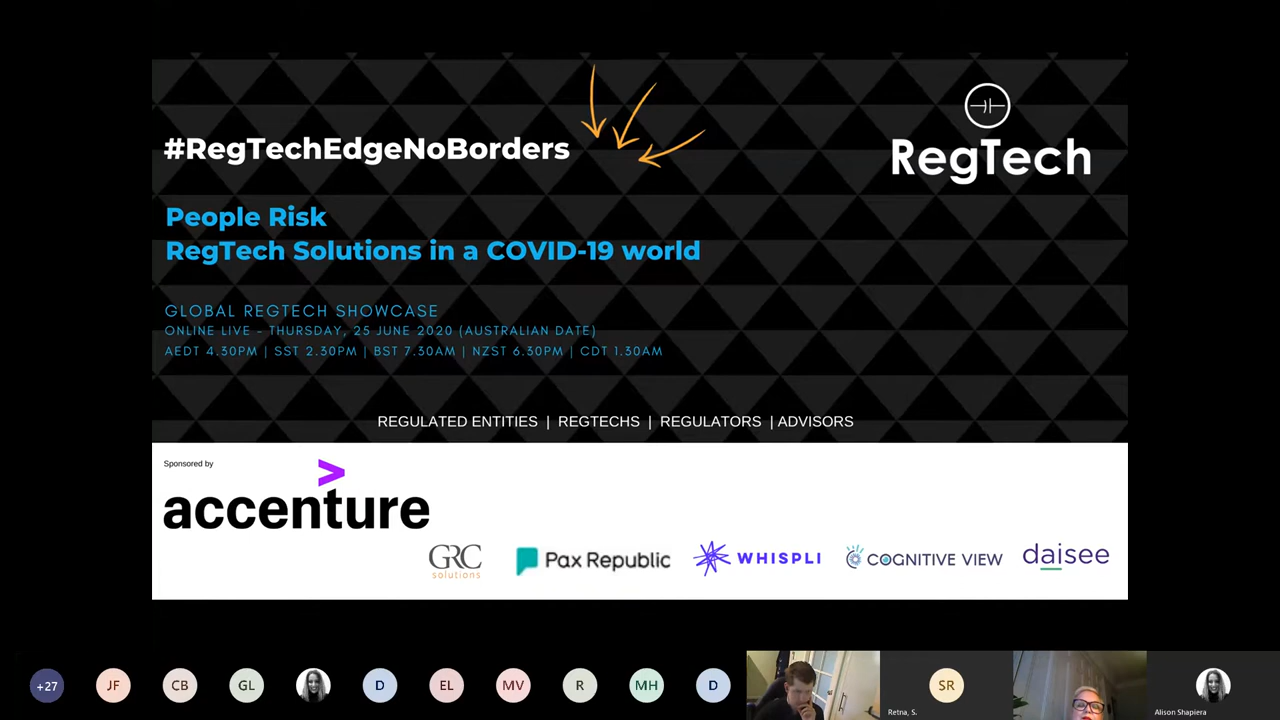 #RegTechEdgeNoBorders
RegTech
People Risk
RegTech Solutions in a COVID-19 world
GLOBAL REGTECH SHOWCASE
ONLINE LIVE - THURSDAY, 25 JUNE 2020 (AUSTRALIAN DATE)
AEDT 4.30PM | SST 2.30PM | BST 7.30AM | NZST 6.30PM | CDT 1.30AM
REGULATED ENTITIES | REGTECHS | REGULATORS | ADVISORS
Sponsored by
accenture
GRC
solutions
Pax Republic
WHISPLI
COGNITIVE VIEW
daisee
+27
JF
CB
GL
D
EL
MV
R
MH
D
SR
Retna, S.
Alison Shapiera